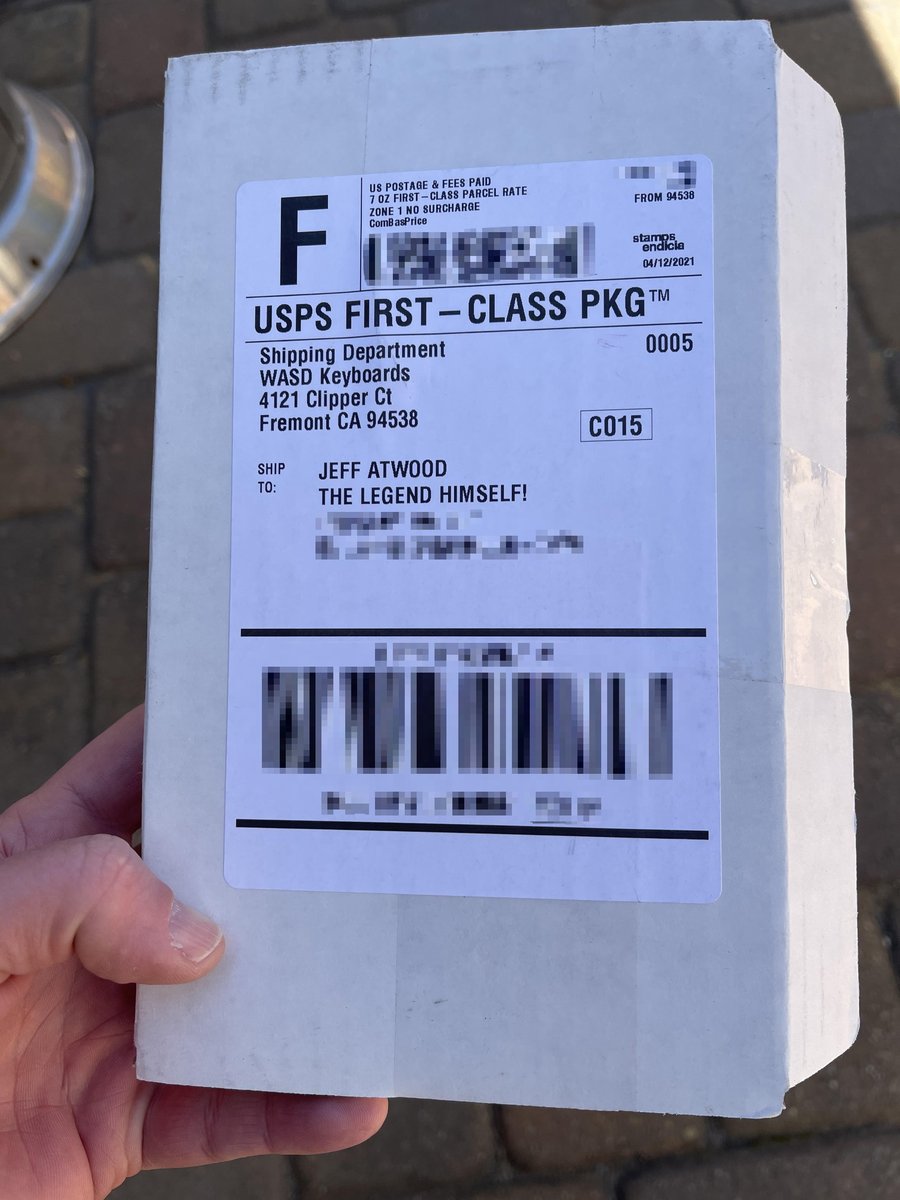 F
US POSTAGE & FEES PAID
7 OZ FIRST-CLASS PARCEL RATE
ZONE 1 NO SURCHARGE
ComBasPrice
FROM 94538
stamps
endicia
04/12/2021
USPS FIRST-CLASS PKG™
Shipping Department
WASD Keyboards
4121 Clipper Ct
Fremont CA 94538
0005
C015
SHIP
TO:
JEFF ATWOOD
THE LEGEND HIMSELF!